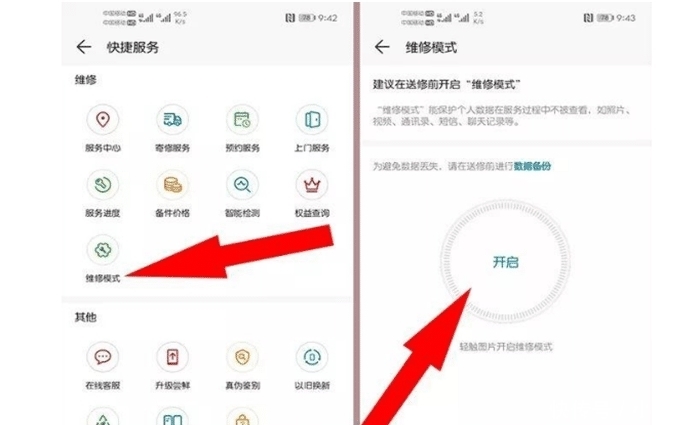 中国移动 HD 4G 4G 96.5
中国移动 HD K/s
9:42
快捷服务
维修
服务中心 寄修服务 预约服务 上门服务
服务进度 备件价格 智能检测 权益查询
维修模式
其他
在线客服 升级尝鲜 真伪鉴别 以旧换新
中国移动 HD 4G 4G 5.2
中国移动 HD K/s
9:43
维修模式
建议在送修前开启“维修模式”
“维修模式”能保护个人数据在服务过程中不被查看，如照片、
视频、通讯录、短信、聊天记录等。
为避免数据丢失，请在送修前进行数据备份
开启
轻触图片开启维修模式